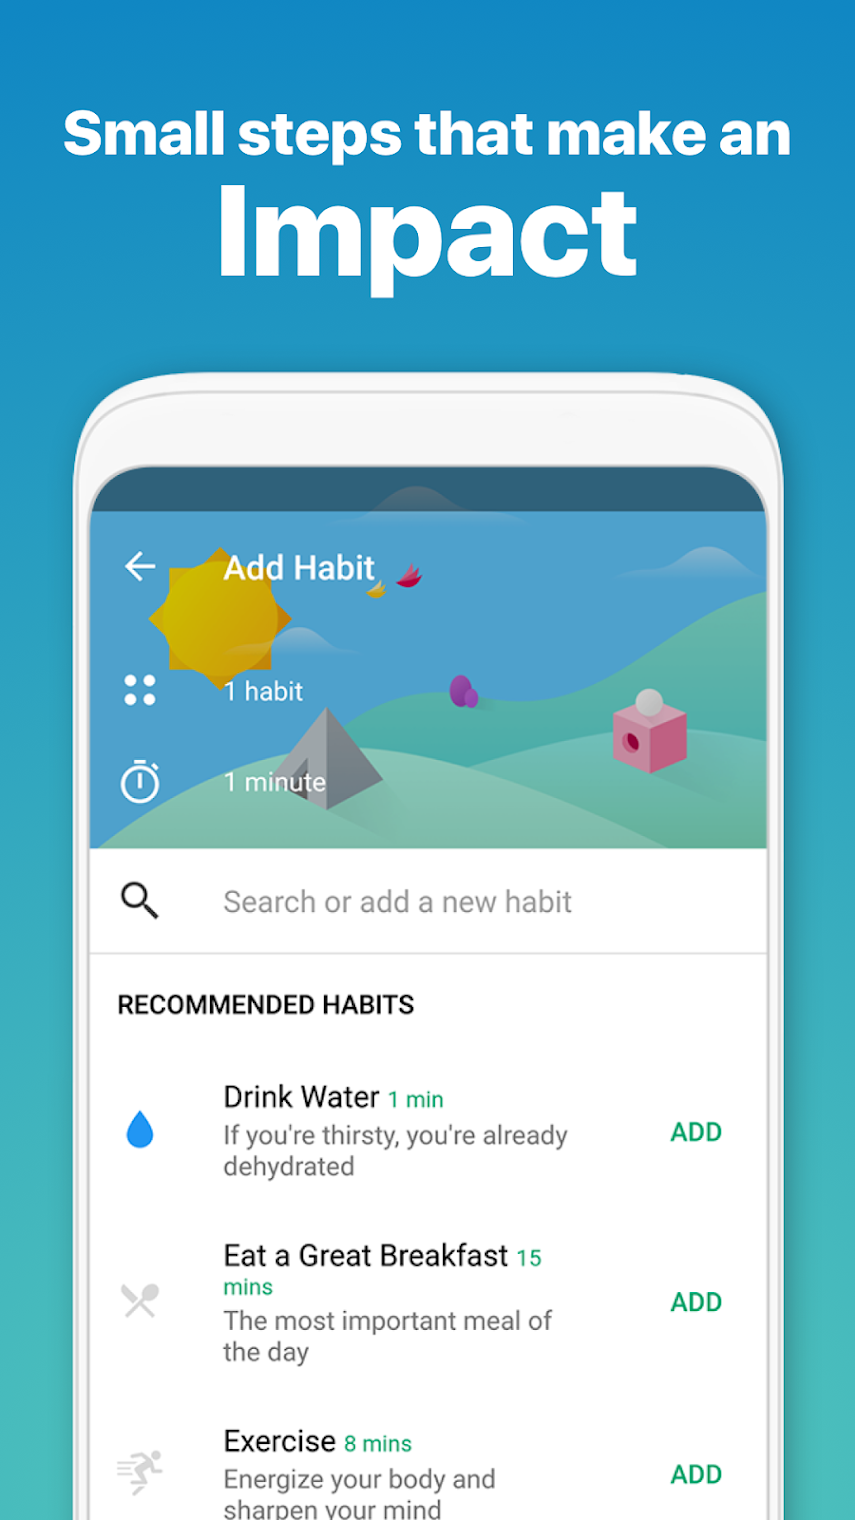 Small steps that make an
Impact
Add Habit
1 habit
1 minute
Search or add a new habit
RECOMMENDED HABITS
Drink Water 1 min
If you're thirsty, you're already
dehydrated
ADD
Eat a Great Breakfast 15
mins
The most important meal of
the day
ADD
Exercise 8 mins
Energize your body and
sharpen your mind
ADD